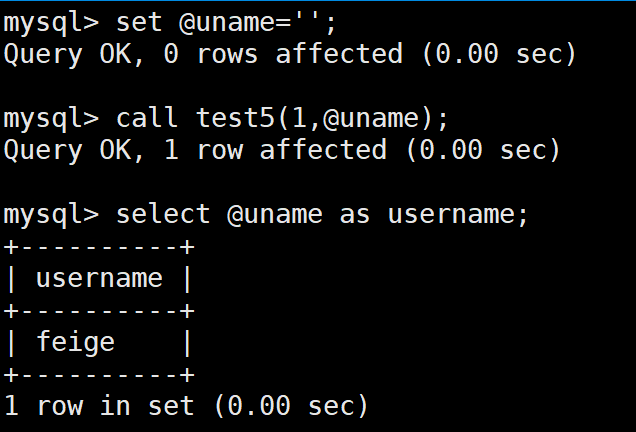 mysql> set @uname='';
Query OK, 0 rows affected (0.00 sec)
mysql> call test5(1,@uname);
Query OK, 1 row affected (0.00 sec)
mysql> select @uname as username;
+----------+
| username |
+----------+
| feige    |
+----------+
1 row in set (0.00 sec)